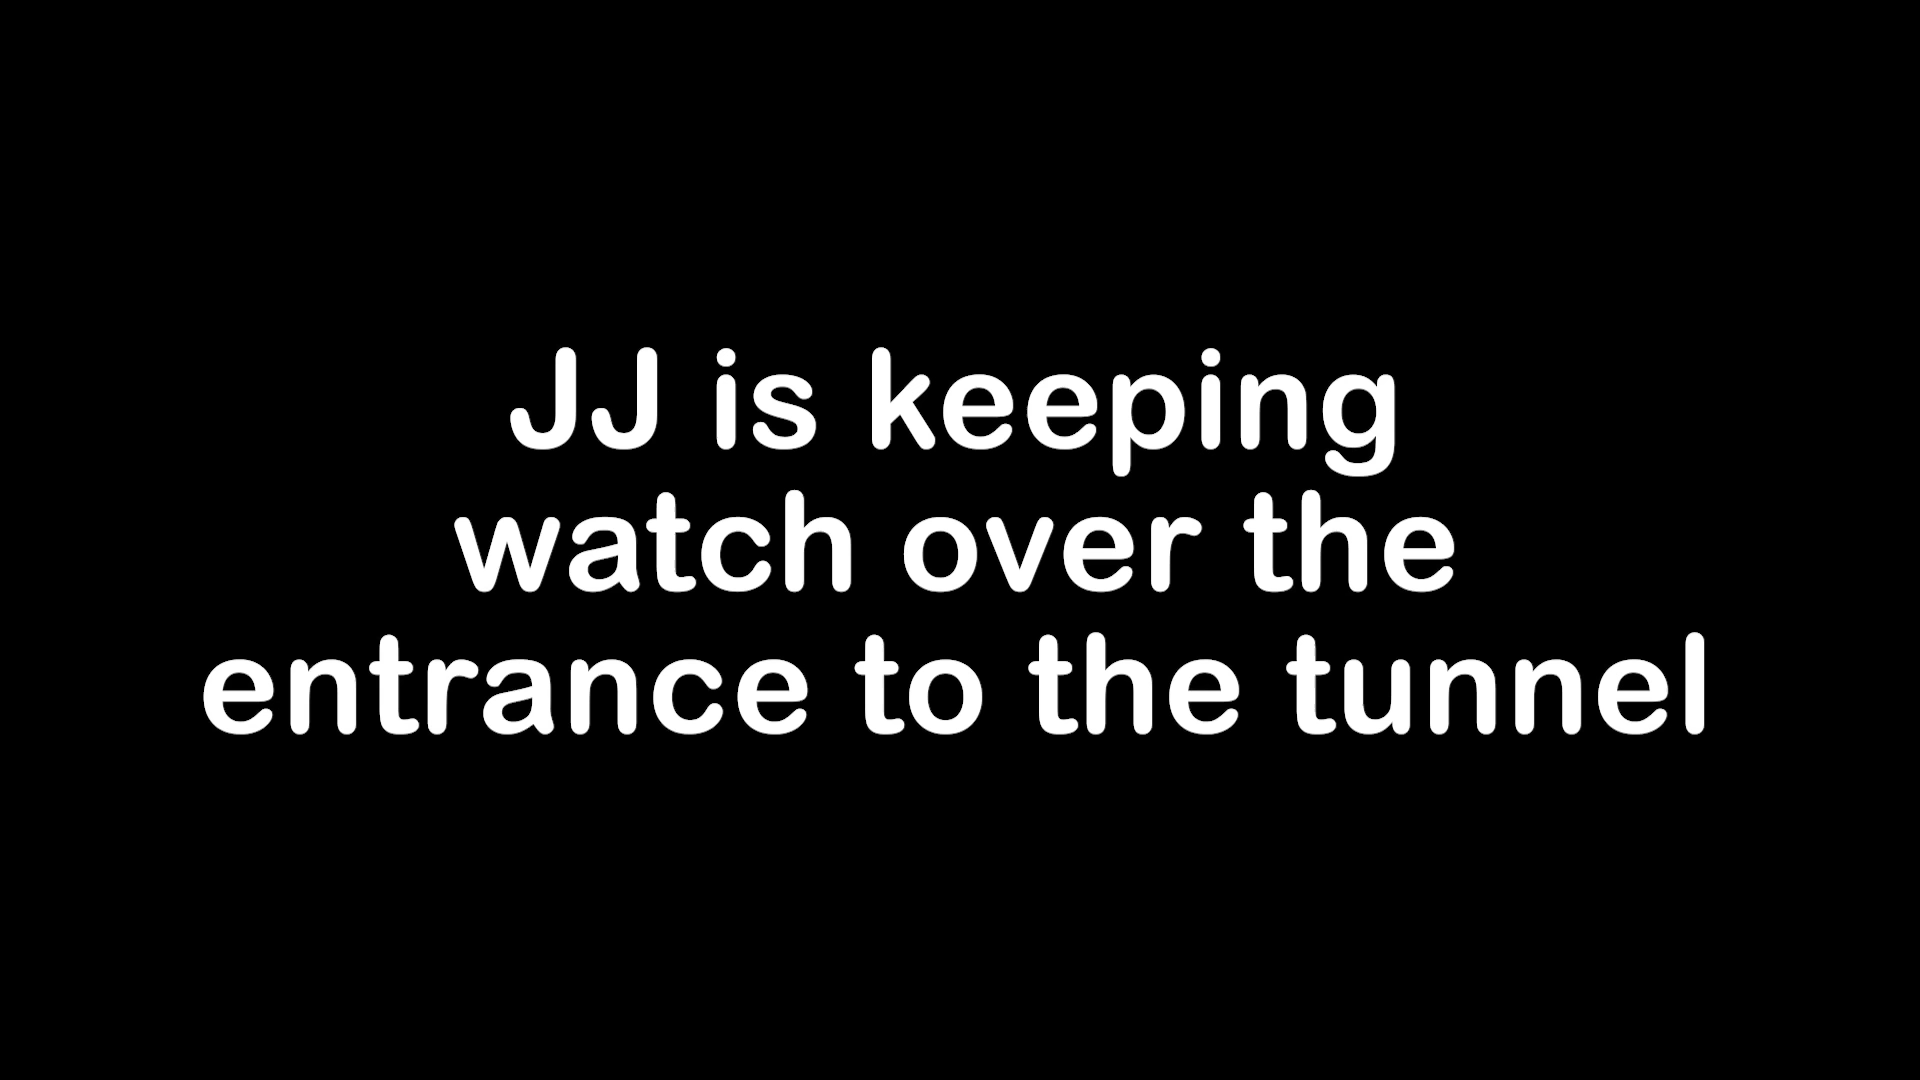 JJ is keeping
watch over the
entrance to the tunnel